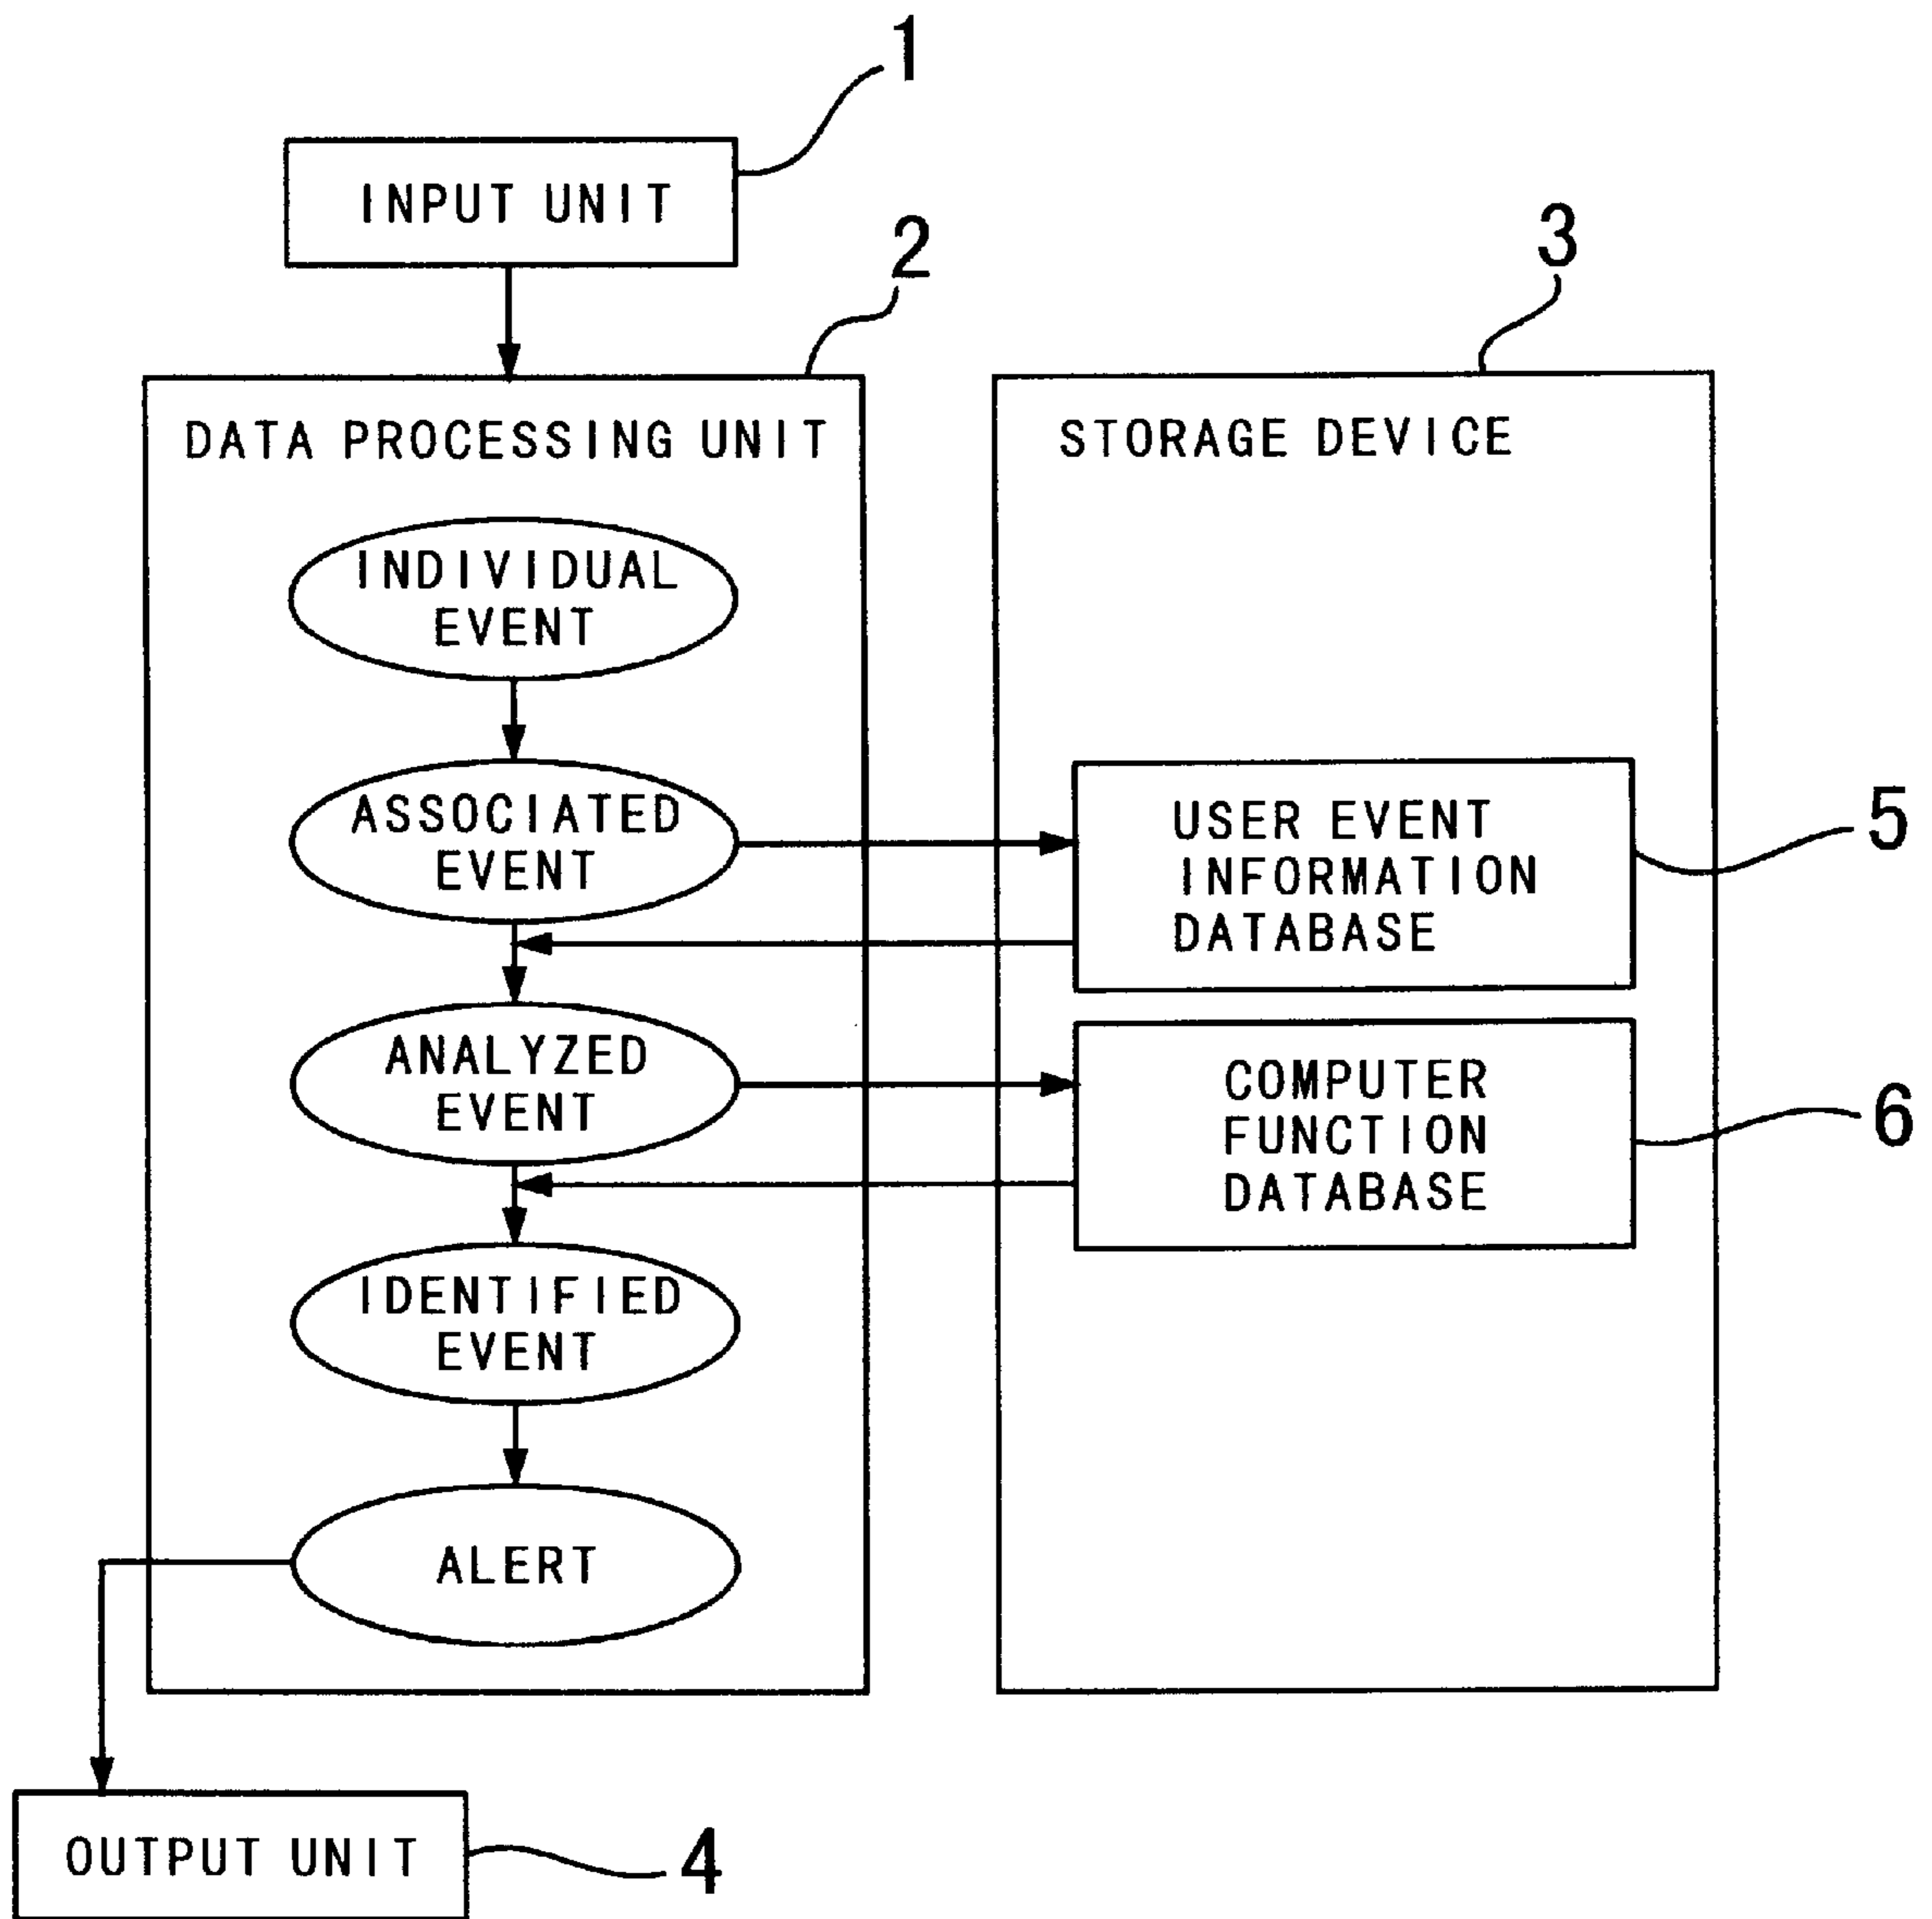 1
INPUT UNIT
2
3
DATA PROCESSING UNIT
STORAGE DEVICE
INDIVIDUAL
EVENT
ASSOCIATED
EVENT
USER EVENT
INFORMATION
DATABASE
5
ANALYZED
EVENT
COMPUTER
FUNCTION
DATABASE
6
IDENTIFIED
EVENT
ALERT
OUTPUT UNIT
4